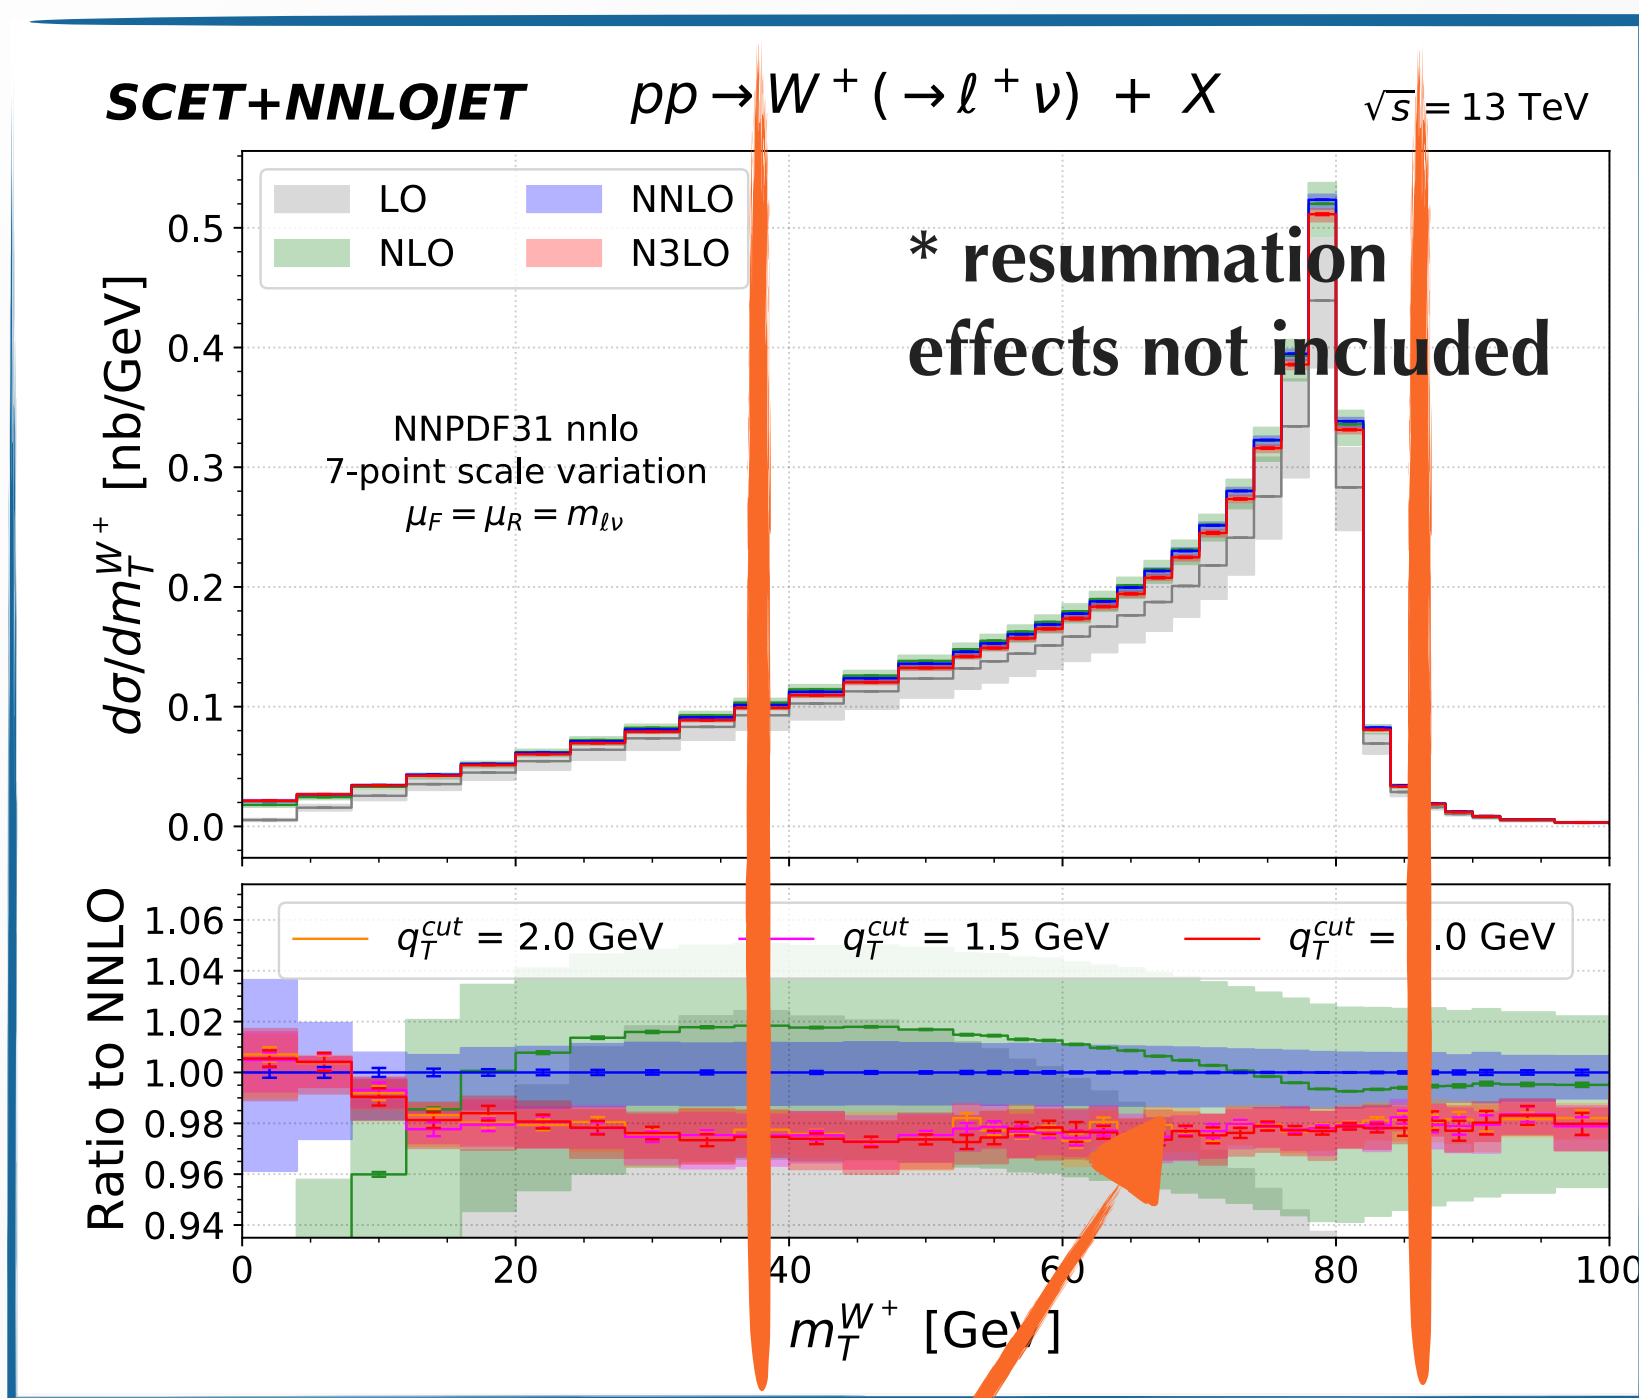 SCET+NNLOJET pp → W⁺(→ ℓ⁺ν) + X √s = 13 TeV
LO NNLO
NLO N3LO
* resummation
effects not included
NNPDF31 nnlo
7-point scale variation
μ_F = μ_R = m_ℓν
dσ/dm_T^{W⁺} [nb/GeV]
0.5
0.4
0.3
0.2
0.1
0.0
Ratio to NNLO
q_T^{cut} = 2.0 GeV q_T^{cut} = 1.5 GeV q_T^{cut} = .0 GeV
1.06
1.04
1.02
1.00
0.98
0.96
0.94
0 20 40 60 80 100
m_T^{W⁺} [GeV]